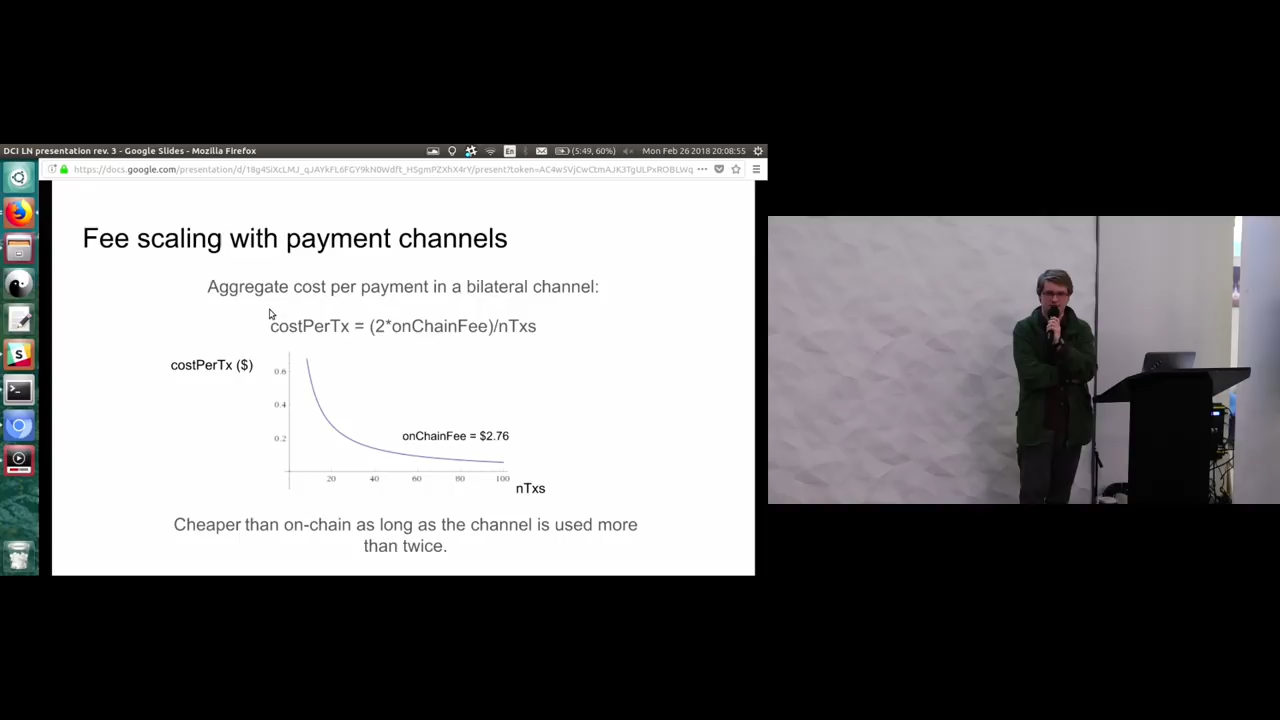 DCI LN presentation rev. 3 - Google Slides - Mozilla Firefox
En
(5:49, 60%)
Mon Feb 26 2018 20:08:55
Fee scaling with payment channels
Aggregate cost per payment in a bilateral channel:
costPerTx = (2*onChainFee)/nTxs
costPerTx ($)
0.6
0.4
onChainFee = $2.76
0.2
20
40
60
80
100
nTxs
Cheaper than on-chain as long as the channel is used more
than twice.